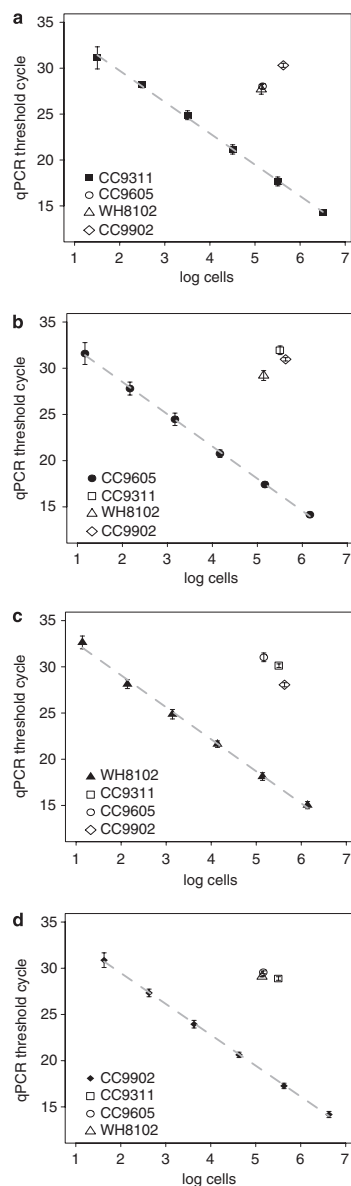 a
35
30
25
20
15
qPCR threshold cycle
CC9311
CC9605
WH8102
CC9902
1 2 3 4 5 6 7
log cells
b
35
30
25
20
15
qPCR threshold cycle
CC9605
CC9311
WH8102
CC9902
1 2 3 4 5 6 7
log cells
c
35
30
25
20
15
qPCR threshold cycle
WH8102
CC9311
CC9605
CC9902
1 2 3 4 5 6 7
log cells
d
35
30
25
20
15
qPCR threshold cycle
CC9902
CC9311
CC9605
WH8102
1 2 3 4 5 6 7
log cells